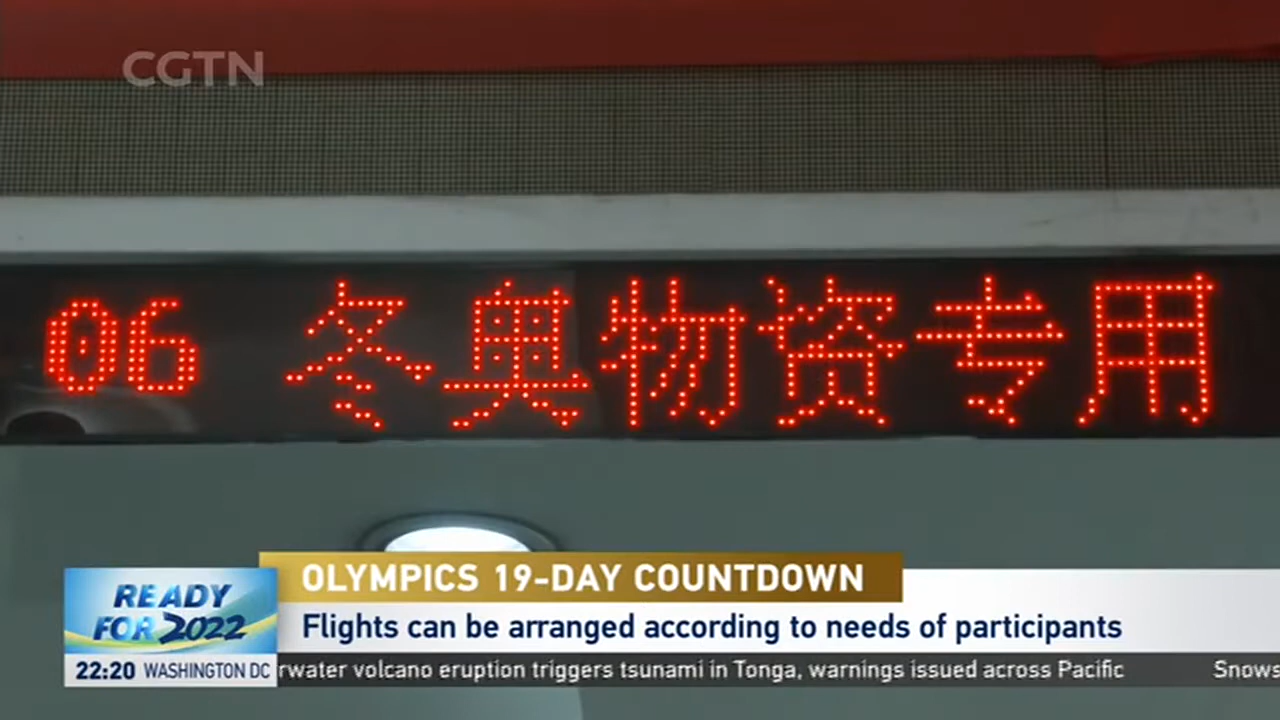 CGTN
06 冬奥物资专用
OLYMPICS 19-DAY COUNTDOWN
READY
FOR 2022
Flights can be arranged according to needs of participants
22:20 WASHINGTON DC
volcano eruption triggers tsunami in Tonga, warnings issued across Pacific